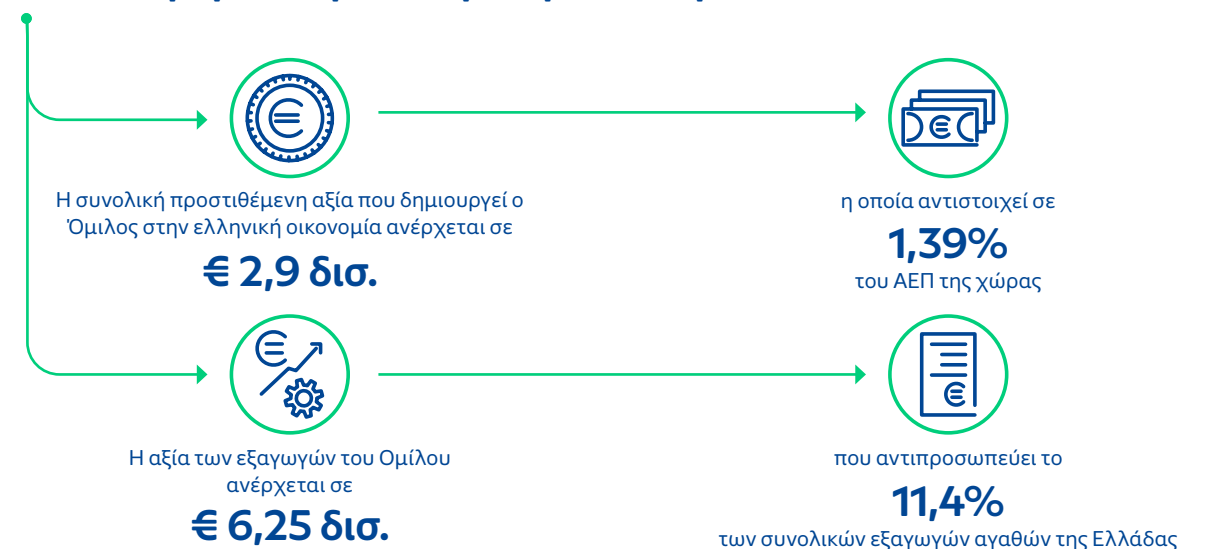 Η συνολική προστιθέμενη αξία που δημιουργεί ο
Όμιλος στην ελληνική οικονομία ανέρχεται σε
€ 2,9 δισ.
η οποία αντιστοιχεί σε
1,39%
του ΑΕΠ της χώρας
Η αξία των εξαγωγών του Ομίλου
ανέρχεται σε
€ 6,25 δισ.
που αντιπροσωπεύει το
11,4%
των συνολικών εξαγωγών αγαθών της Ελλάδας